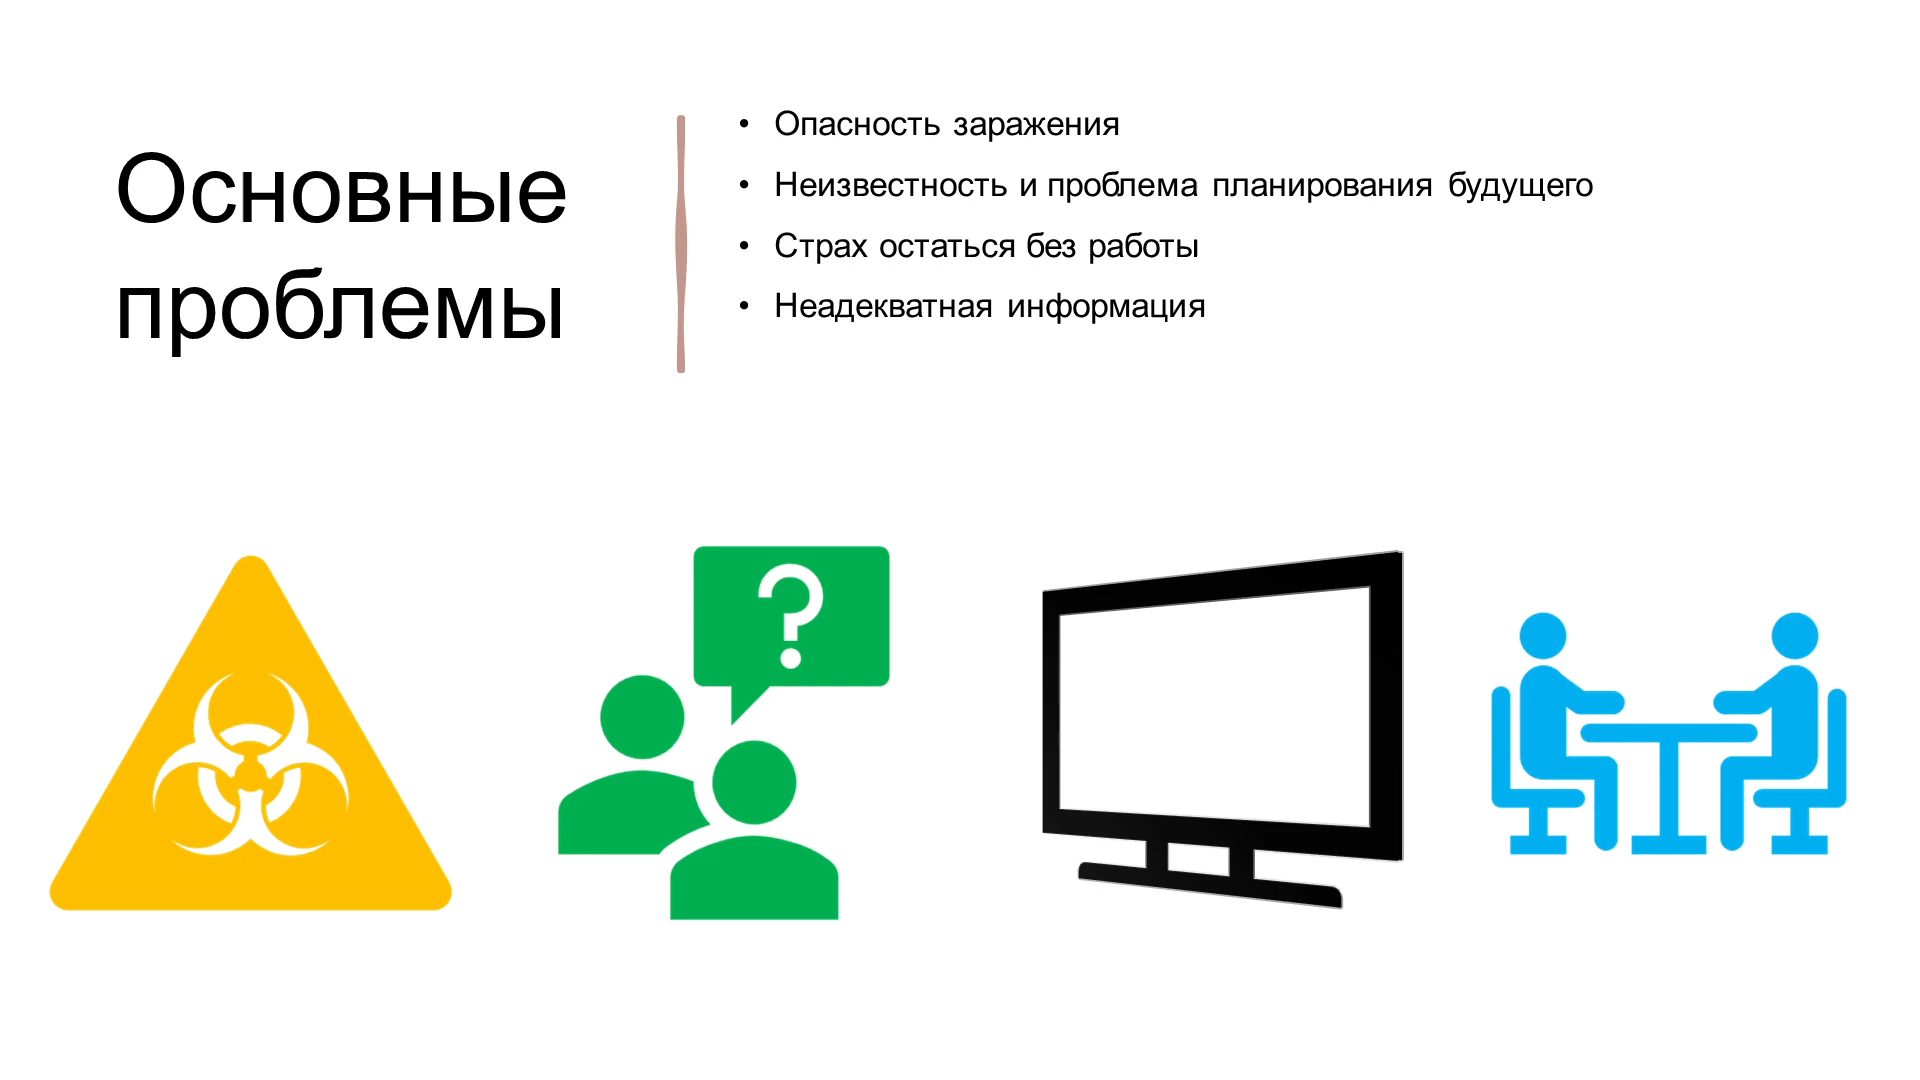 Основные
проблемы
• Опасность заражения
• Неизвестность и проблема планирования будущего
• Страх остаться без работы
• Неадекватная информация
?